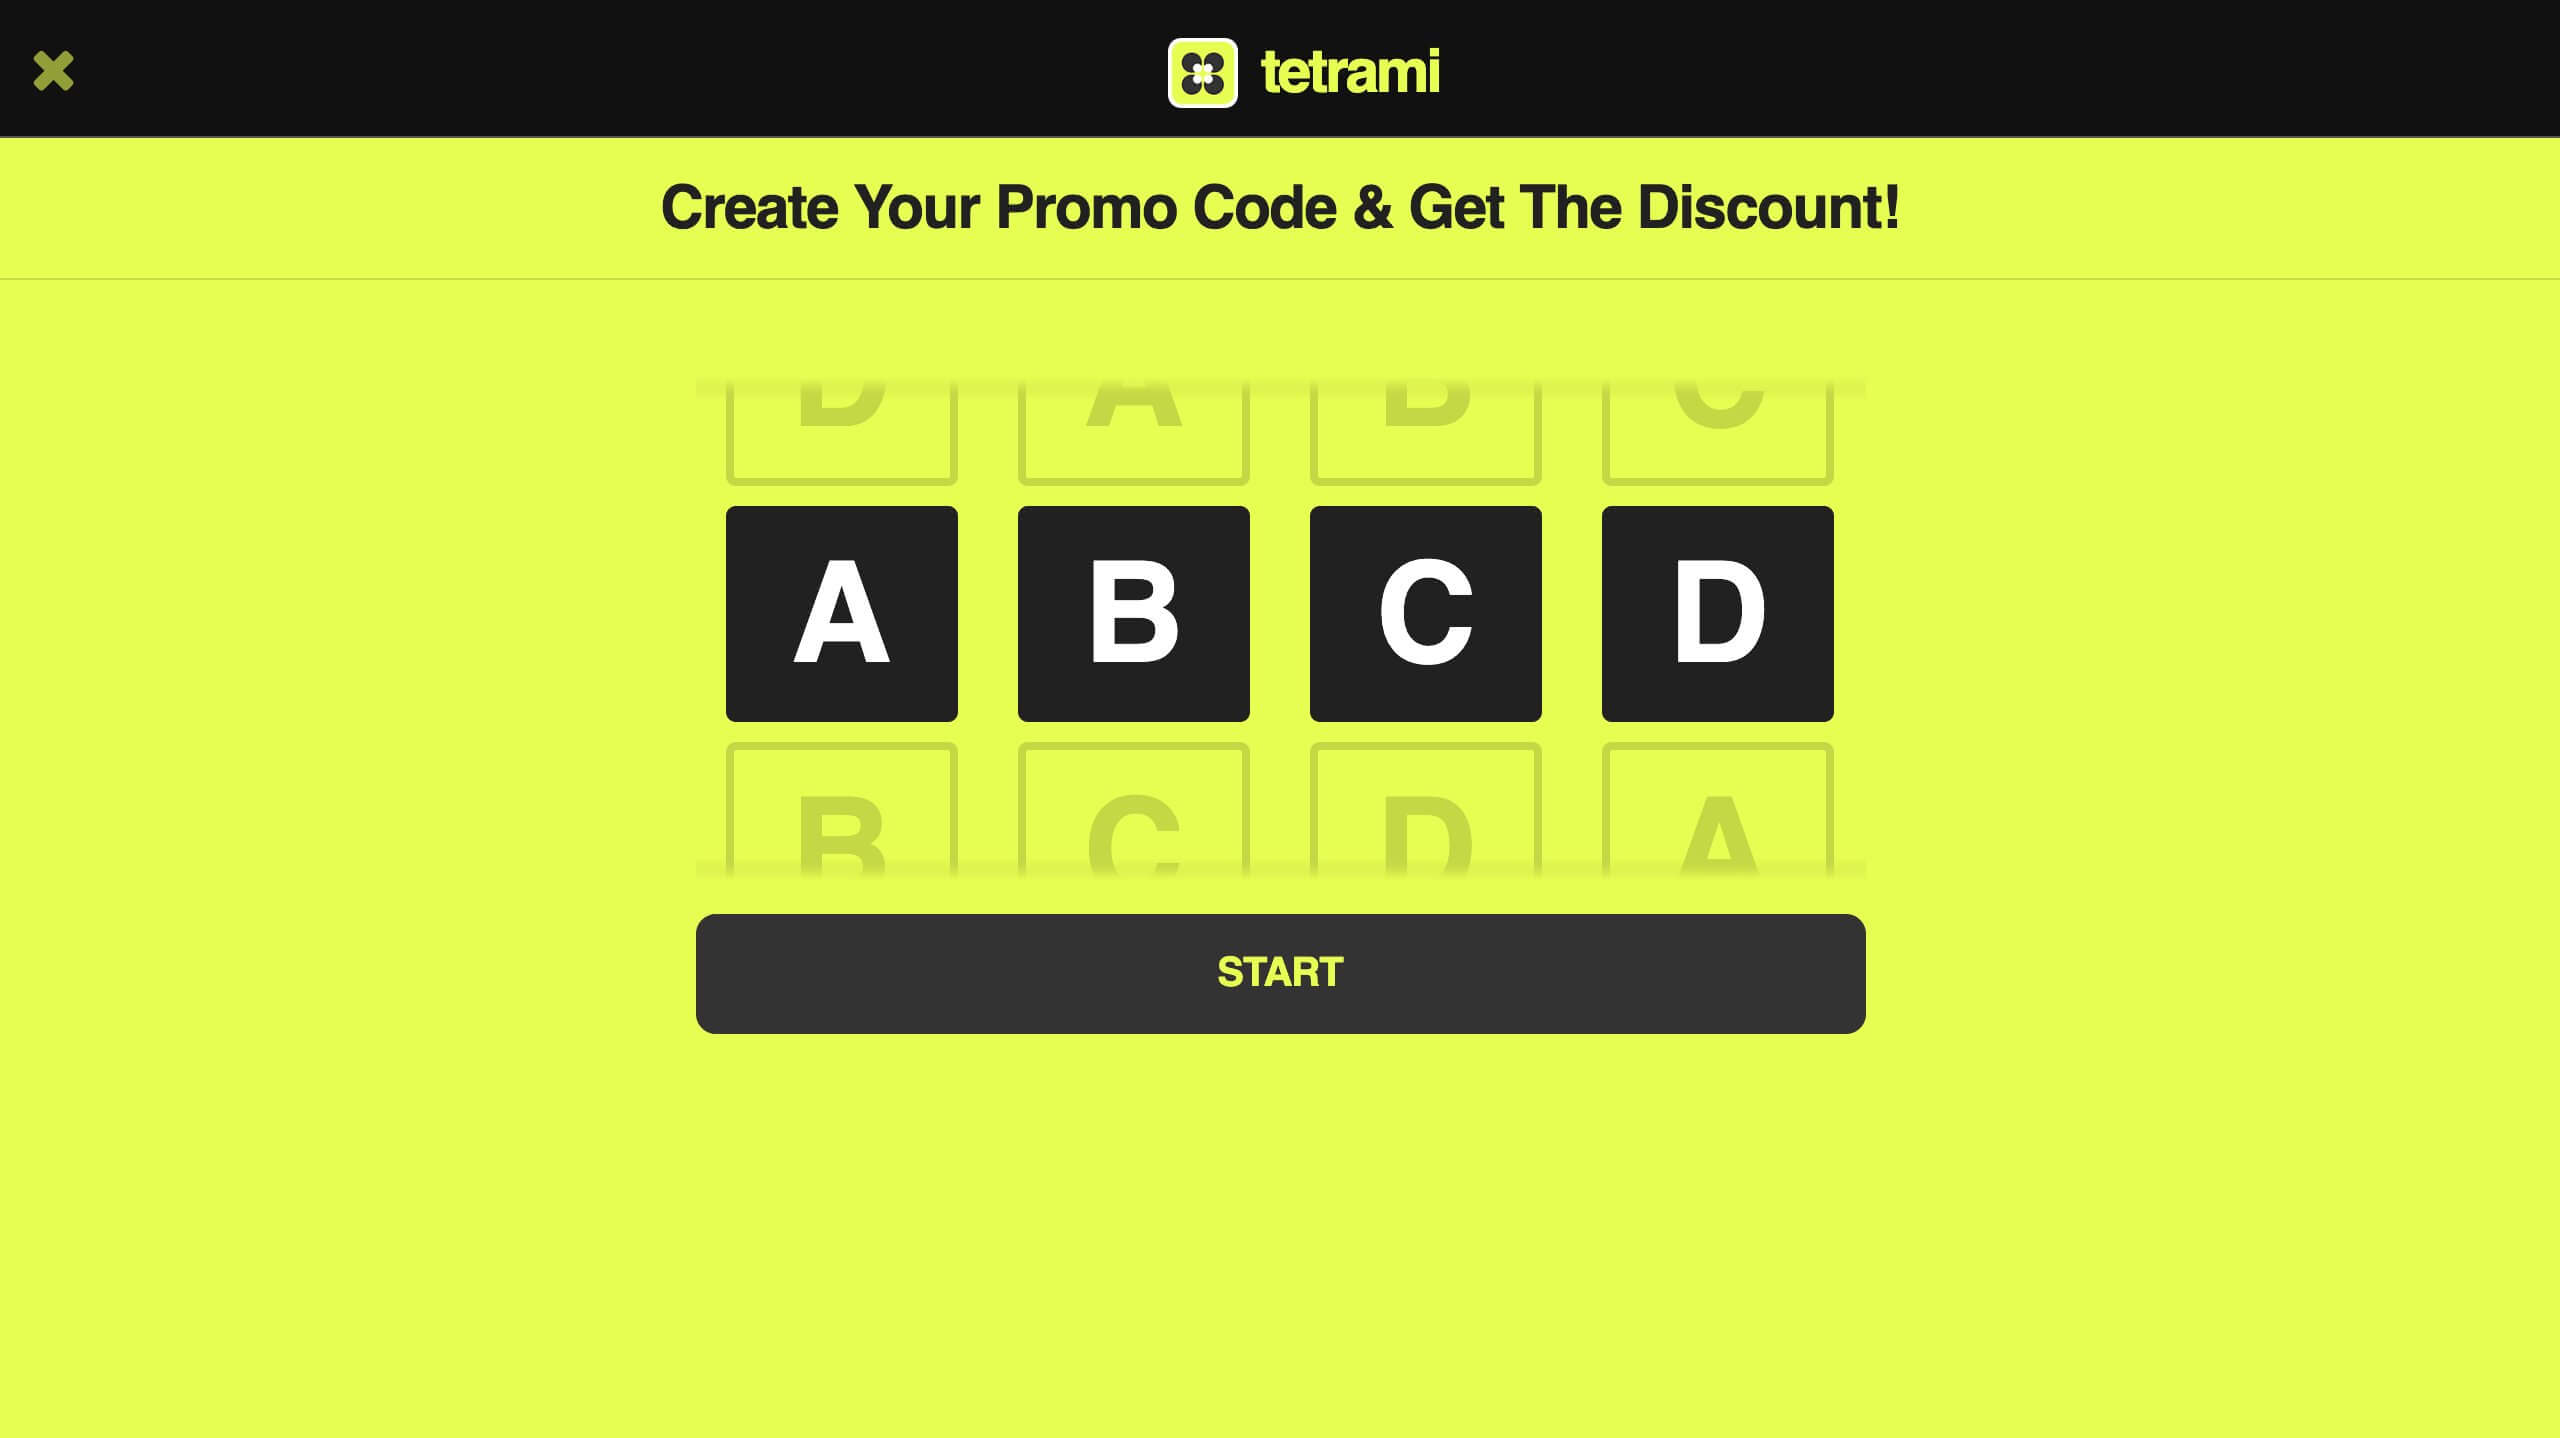 tetrami
Create Your Promo Code & Get The Discount!
D A B C
A B C D
B C D A
START